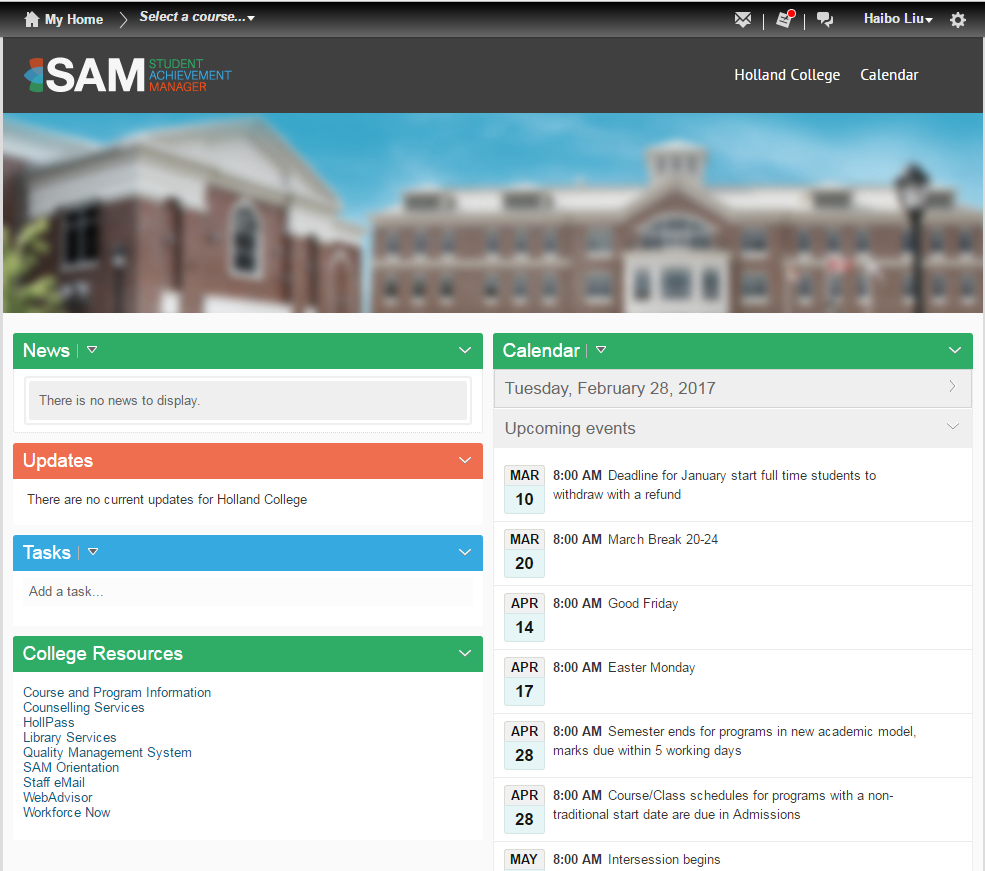 My Home
Select a course...
Haibo Liu
SAM
STUDENT
ACHIEVEMENT
MANAGER
Holland College
Calendar
News
There is no news to display.
Updates
There are no current updates for Holland College
Tasks
Add a task...
College Resources
Course and Program Information
Counselling Services
HollPass
Library Services
Quality Management System
SAM Orientation
Staff eMail
WebAdvisor
Workforce Now
Calendar
Tuesday, February 28, 2017
Upcoming events
MAR
10
8:00 AM Deadline for January start full time students to
withdraw with a refund
MAR
20
8:00 AM March Break 20-24
APR
14
8:00 AM Good Friday
APR
17
8:00 AM Easter Monday
APR
28
8:00 AM Semester ends for programs in new academic model,
marks due within 5 working days
APR
28
8:00 AM Course/Class schedules for programs with a non-
traditional start date are due in Admissions
MAY
8:00 AM Intersession begins